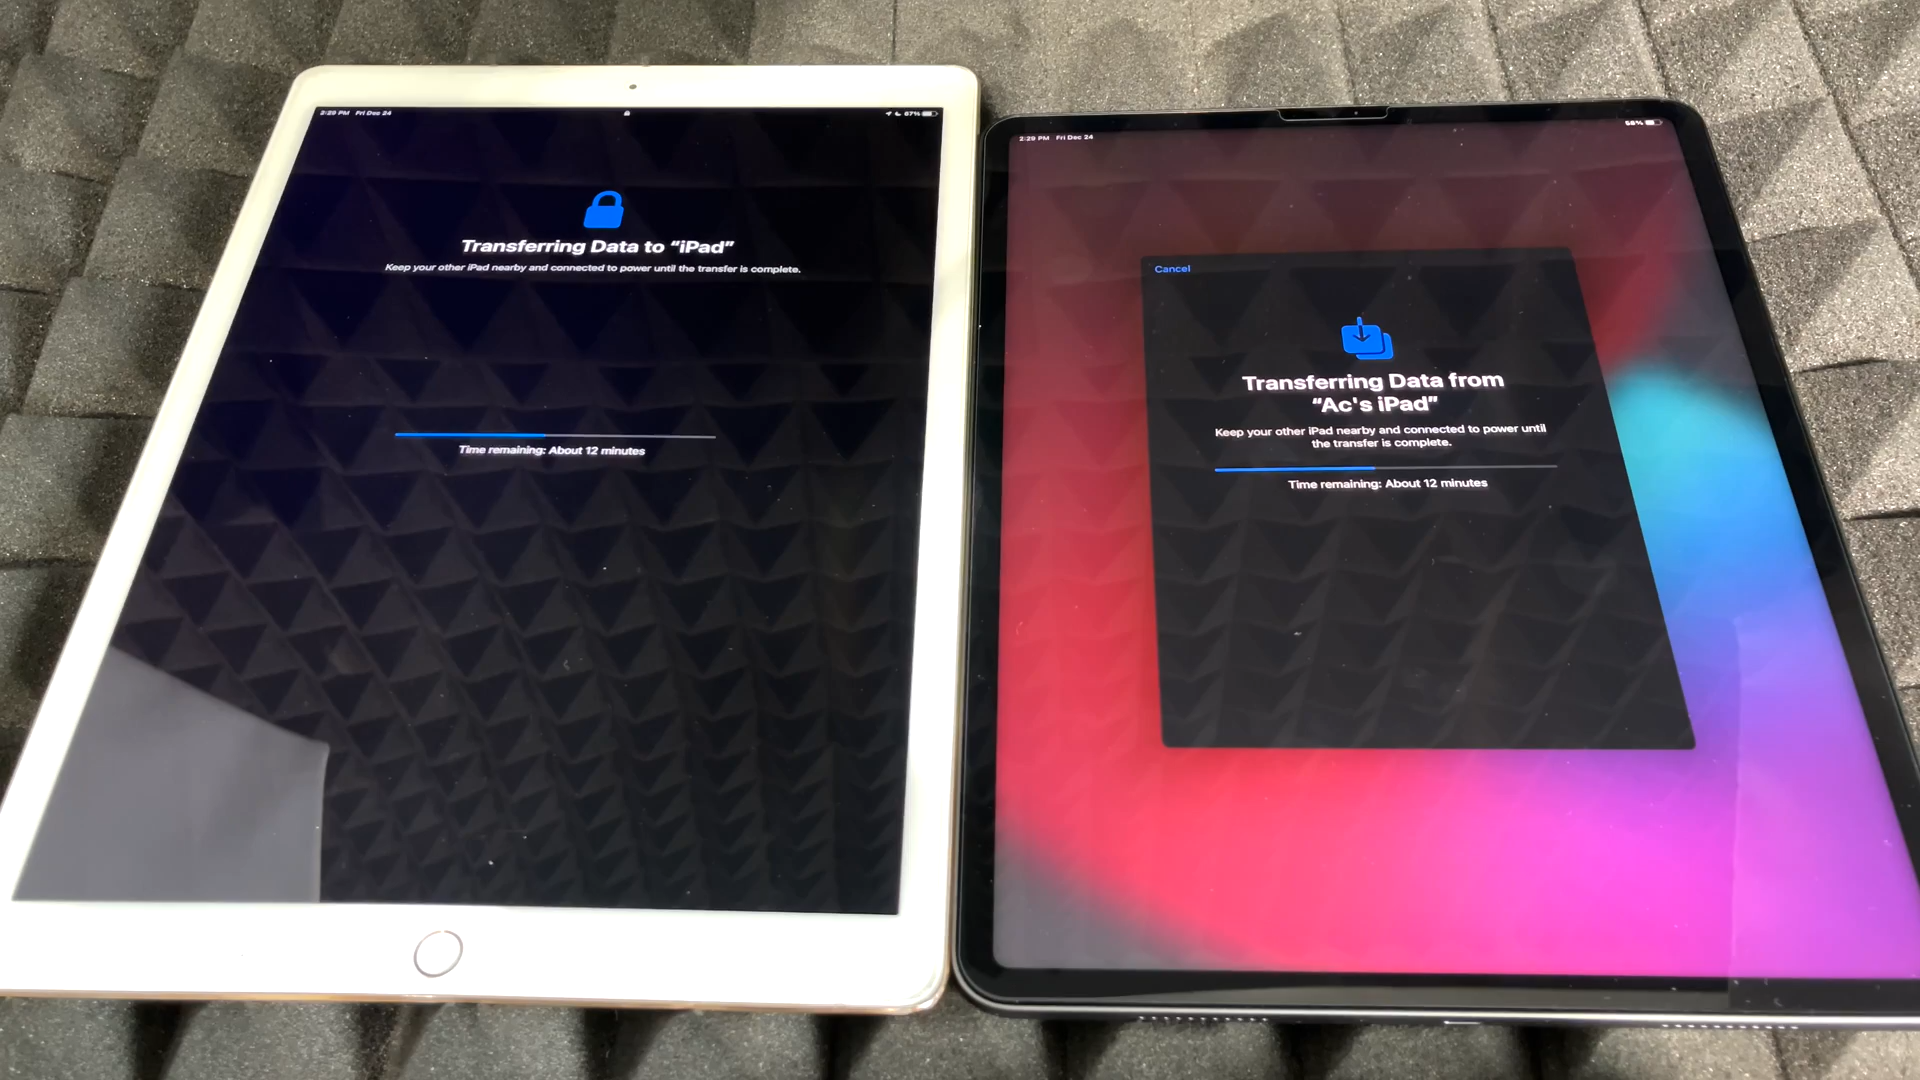 2:29 PM Fri Dec 24
67%
Transferring Data to “iPad”
Keep your other iPad nearby and connected to power until the transfer is complete.
Time remaining: About 12 minutes
2:29 PM Fri Dec 24
56%
Cancel
Transferring Data from
“Ac's iPad”
Keep your other iPad nearby and connected to power until
the transfer is complete.
Time remaining: About 12 minutes